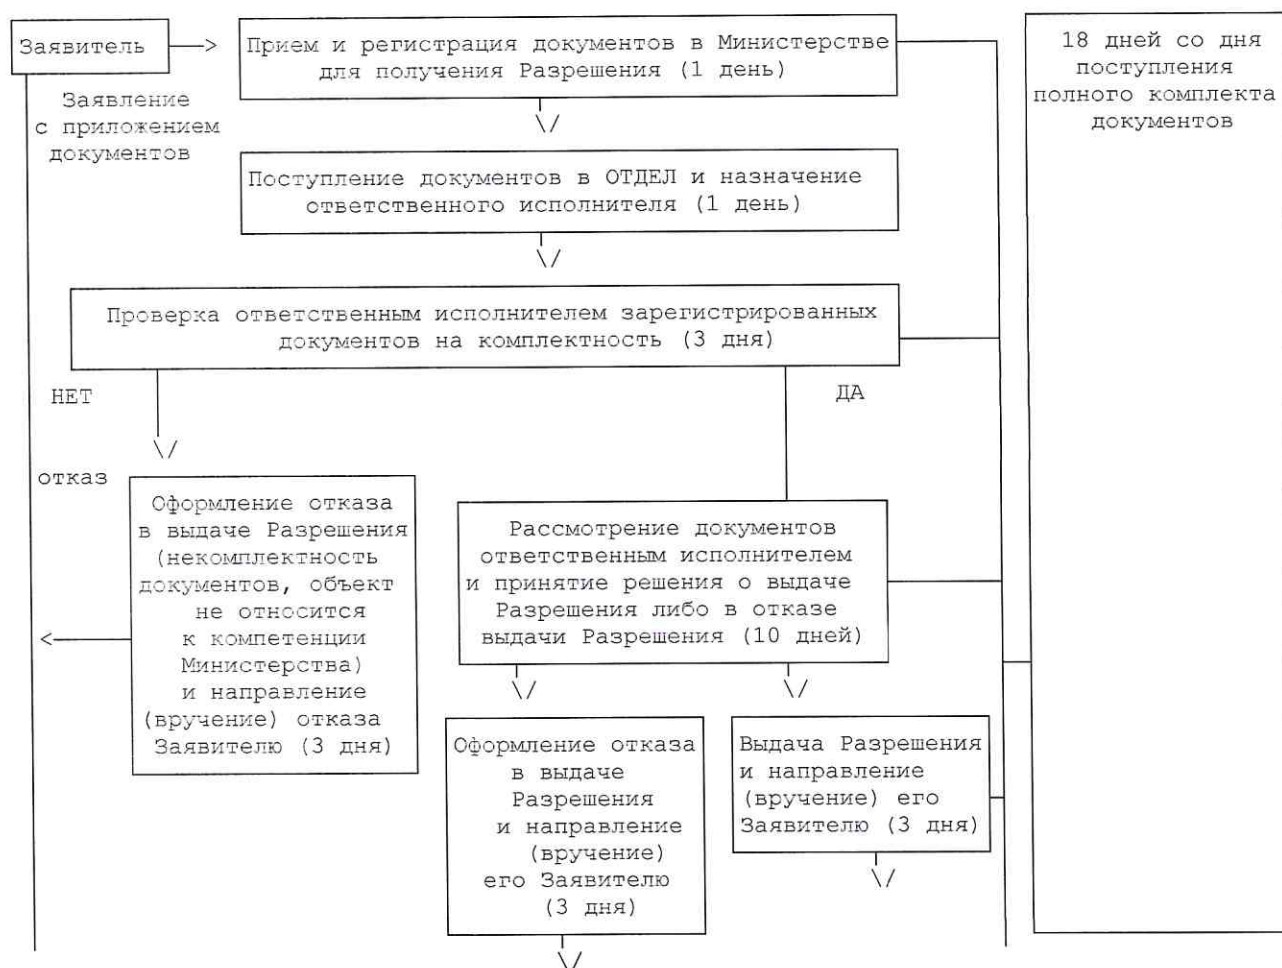 Заявитель
Заявление
с приложением
документов
Прием и регистрация документов в Министерстве
для получения Разрешения (1 день)
18 дней со дня
поступления
полного комплекта
документов
Поступление документов в ОТДЕЛ и назначение
ответственного исполнителя (1 день)
Проверка ответственным исполнителем зарегистрированных
документов на комплектность (3 дня)
НЕТ
ДА
отказ
Оформление отказа
в выдаче Разрешения
(некомплектность
документов, объект
не относится
к компетенции
Министерства)
и направление
(вручение) отказа
Заявителю (3 дня)
Рассмотрение документов
ответственным исполнителем
и принятие решения о выдаче
Разрешения либо в отказе
выдачи Разрешения (10 дней)
Оформление отказа
в выдаче
Разрешения
и направление
(вручение)
его Заявителю
(3 дня)
Выдача Разрешения
и направление
(вручение) его
Заявителю (3 дня)